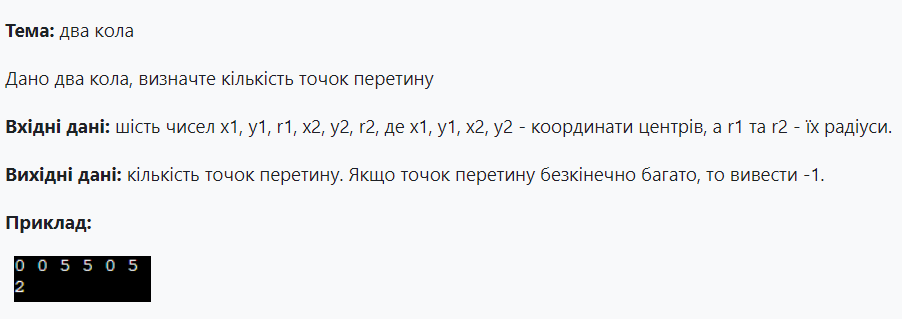 Тема: два кола
Дано два кола, визначте кількість точок перетину
Вхідні дані: шість чисел x1, y1, r1, x2, y2, r2, де x1, y1, x2, y2 - координати центрів, а r1 та r2 - їх радіуси.
Вихідні дані: кількість точок перетину. Якщо точок перетину безкінечно багато, то вивести -1.
Приклад:
0 0 5 5 0 5
2